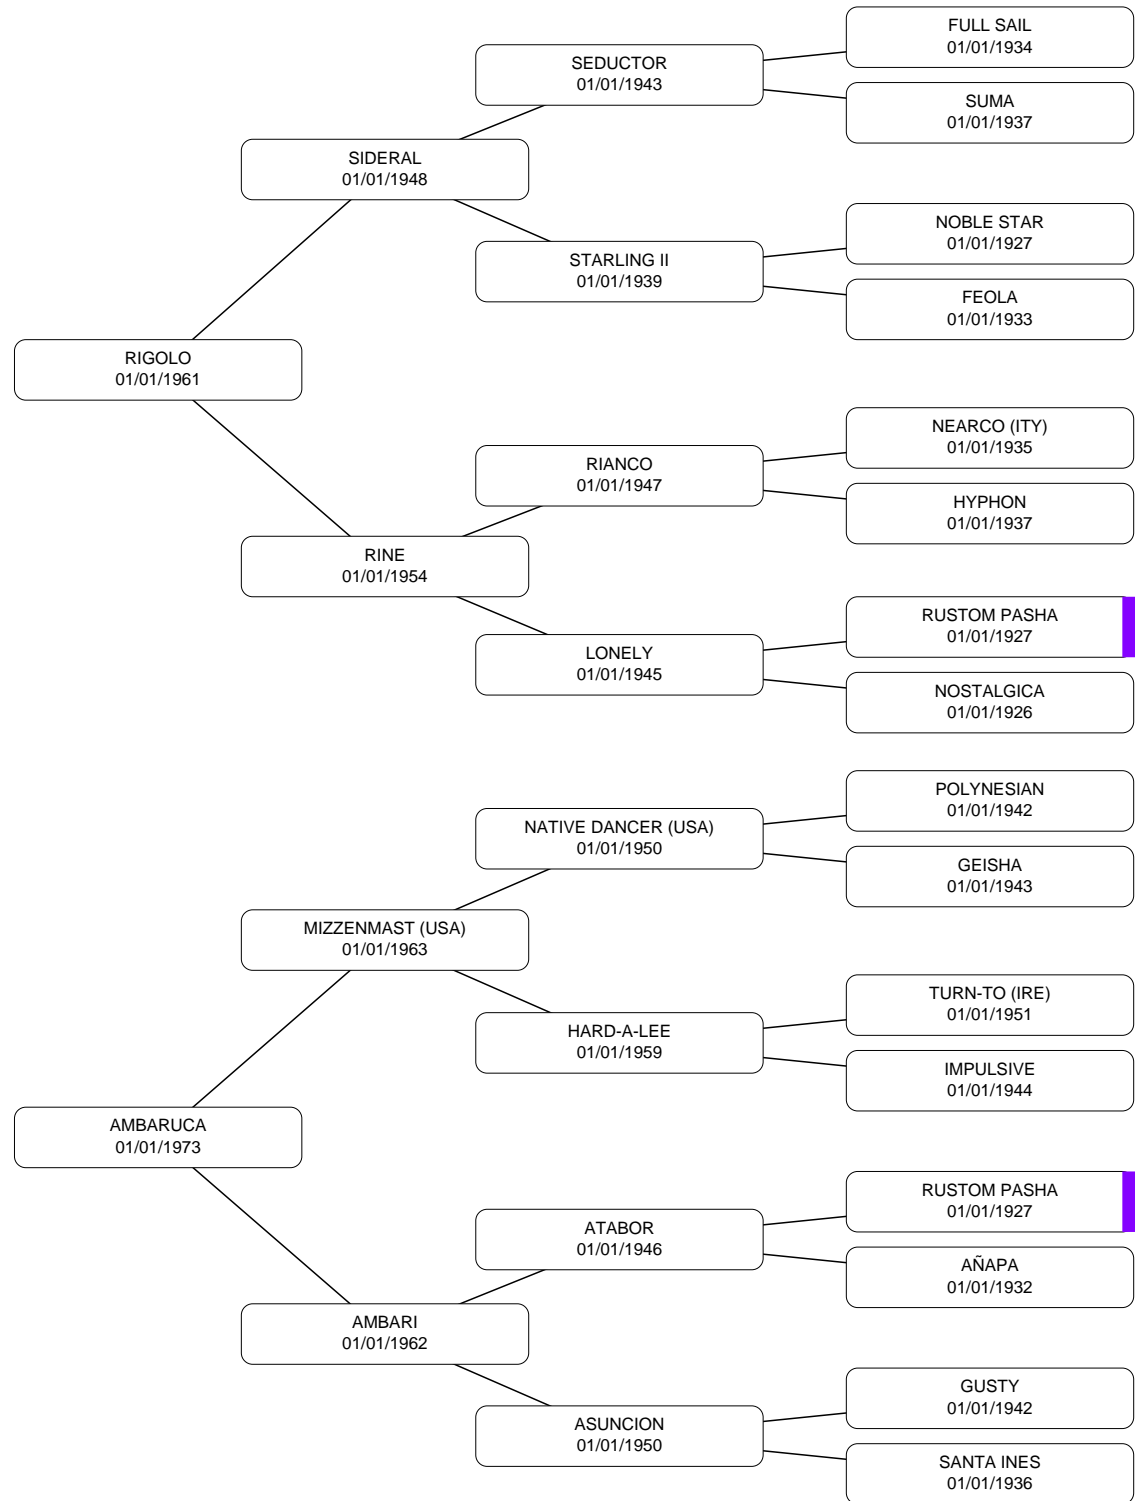 FULL SAIL
01/01/1934
SEDUCTOR
01/01/1943
SUMA
01/01/1937
SIDERAL
01/01/1948
NOBLE STAR
01/01/1927
STARLING II
01/01/1939
FEOLA
01/01/1933
RIGOLO
01/01/1961
NEARCO (ITY)
01/01/1935
RIANCO
01/01/1947
HYPHON
01/01/1937
RINE
01/01/1954
RUSTOM PASHA
01/01/1927
LONELY
01/01/1945
NOSTALGICA
01/01/1926
POLYNESIAN
01/01/1942
NATIVE DANCER (USA)
01/01/1950
GEISHA
01/01/1943
MIZZENMAST (USA)
01/01/1963
TURN-TO (IRE)
01/01/1951
HARD-A-LEE
01/01/1959
IMPULSIVE
01/01/1944
AMBARUCA
01/01/1973
RUSTOM PASHA
01/01/1927
ATABOR
01/01/1946
AÑAPA
01/01/1932
AMBARI
01/01/1962
GUSTY
01/01/1942
ASUNCION
01/01/1950
SANTA INES
01/01/1936